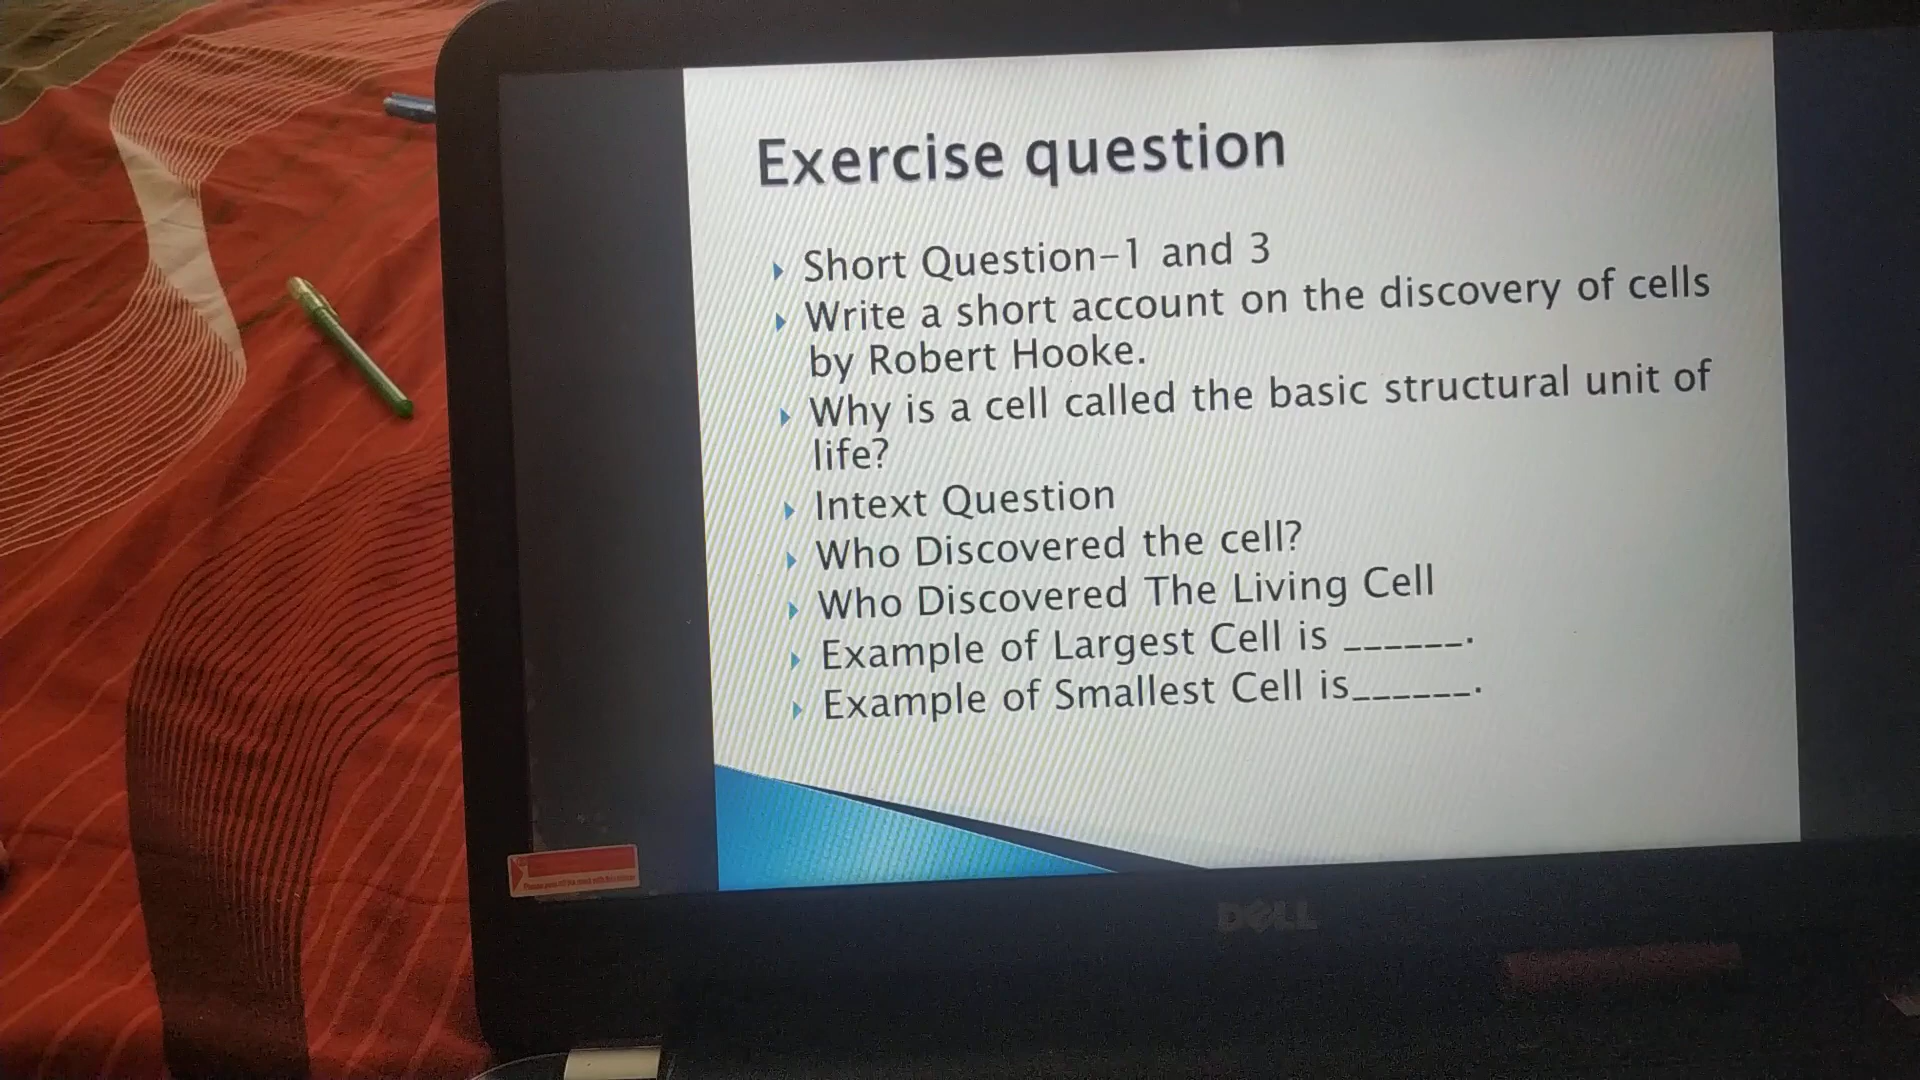 Exercise question
Short Question-1 and 3
Write a short account on the discovery of cells
by Robert Hooke.
Why is a cell called the basic structural unit of
life?
Intext Question
Who Discovered the cell?
Who Discovered The Living Cell
Example of Largest Cell is ______.
Example of Smallest Cell is______.
DELL